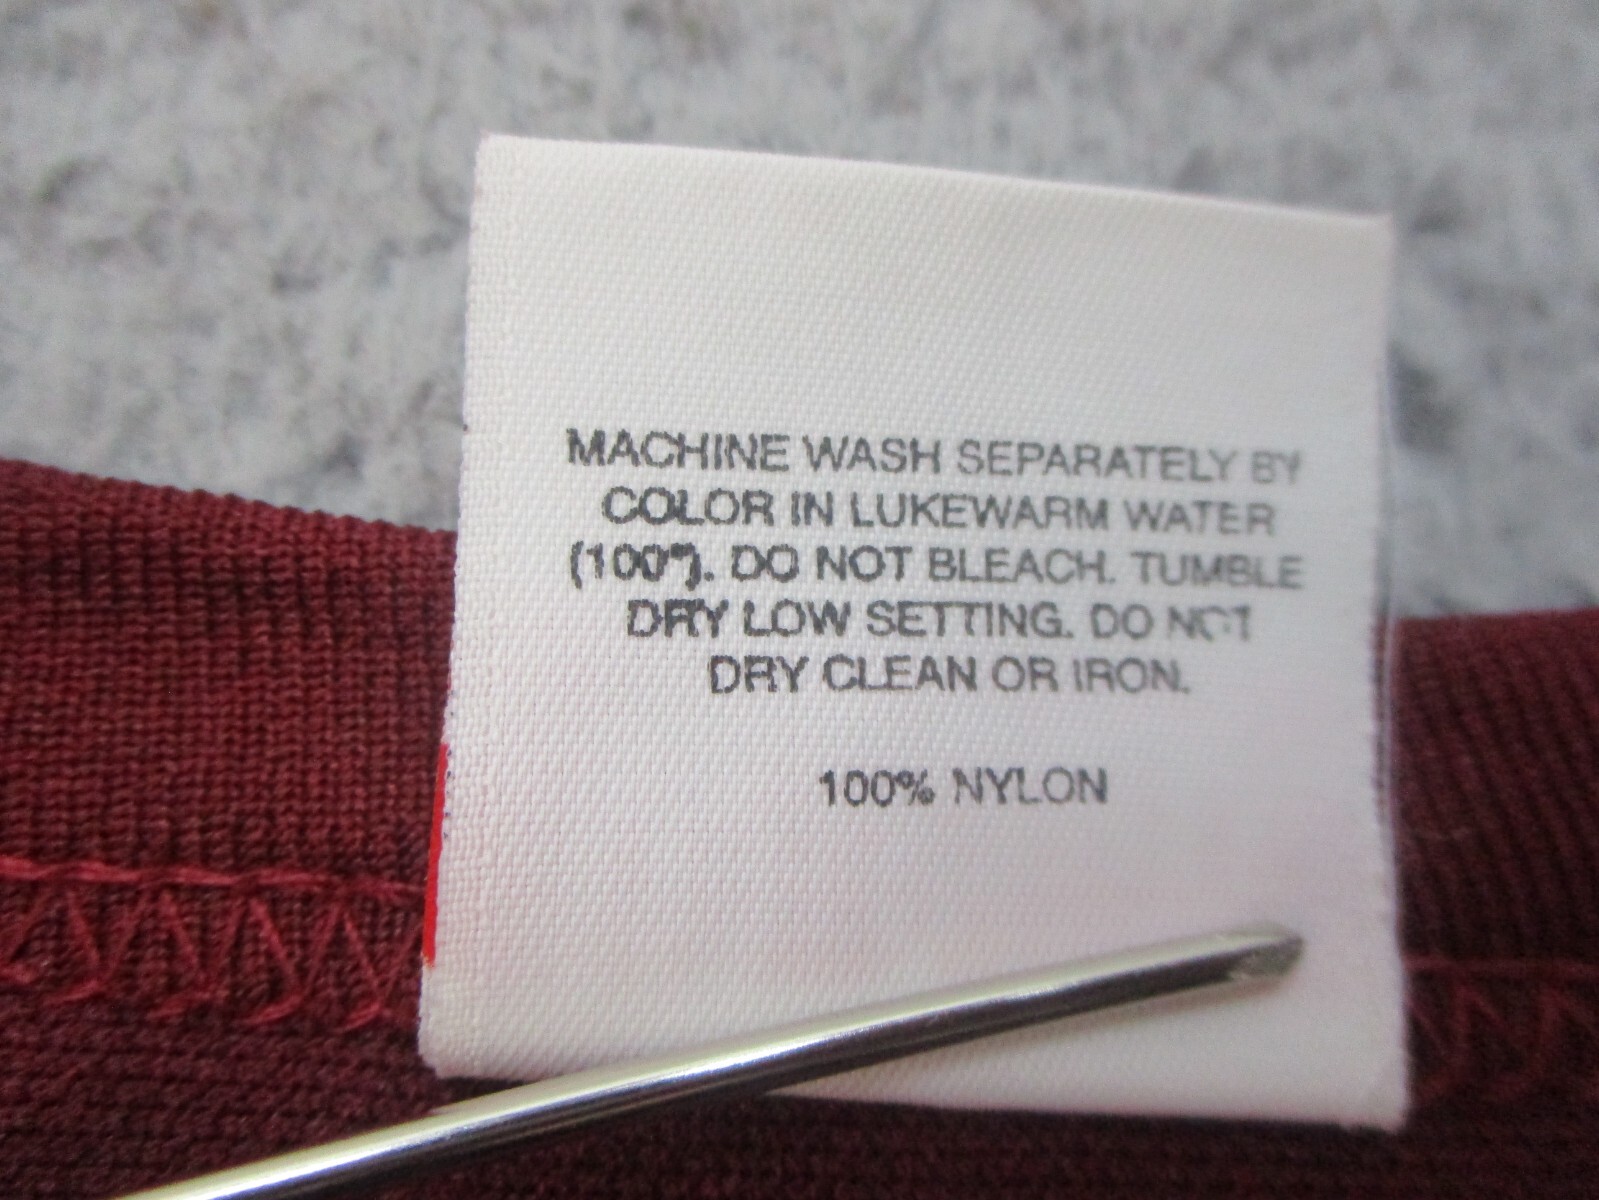 MACHINE WASH SEPARATELY BY
COLOR IN LUKEWARM WATER
(100°). DO NOT BLEACH. TUMBLE
DRY LOW SETTING. DO NOT
DRY CLEAN OR IRON.
100% NYLON